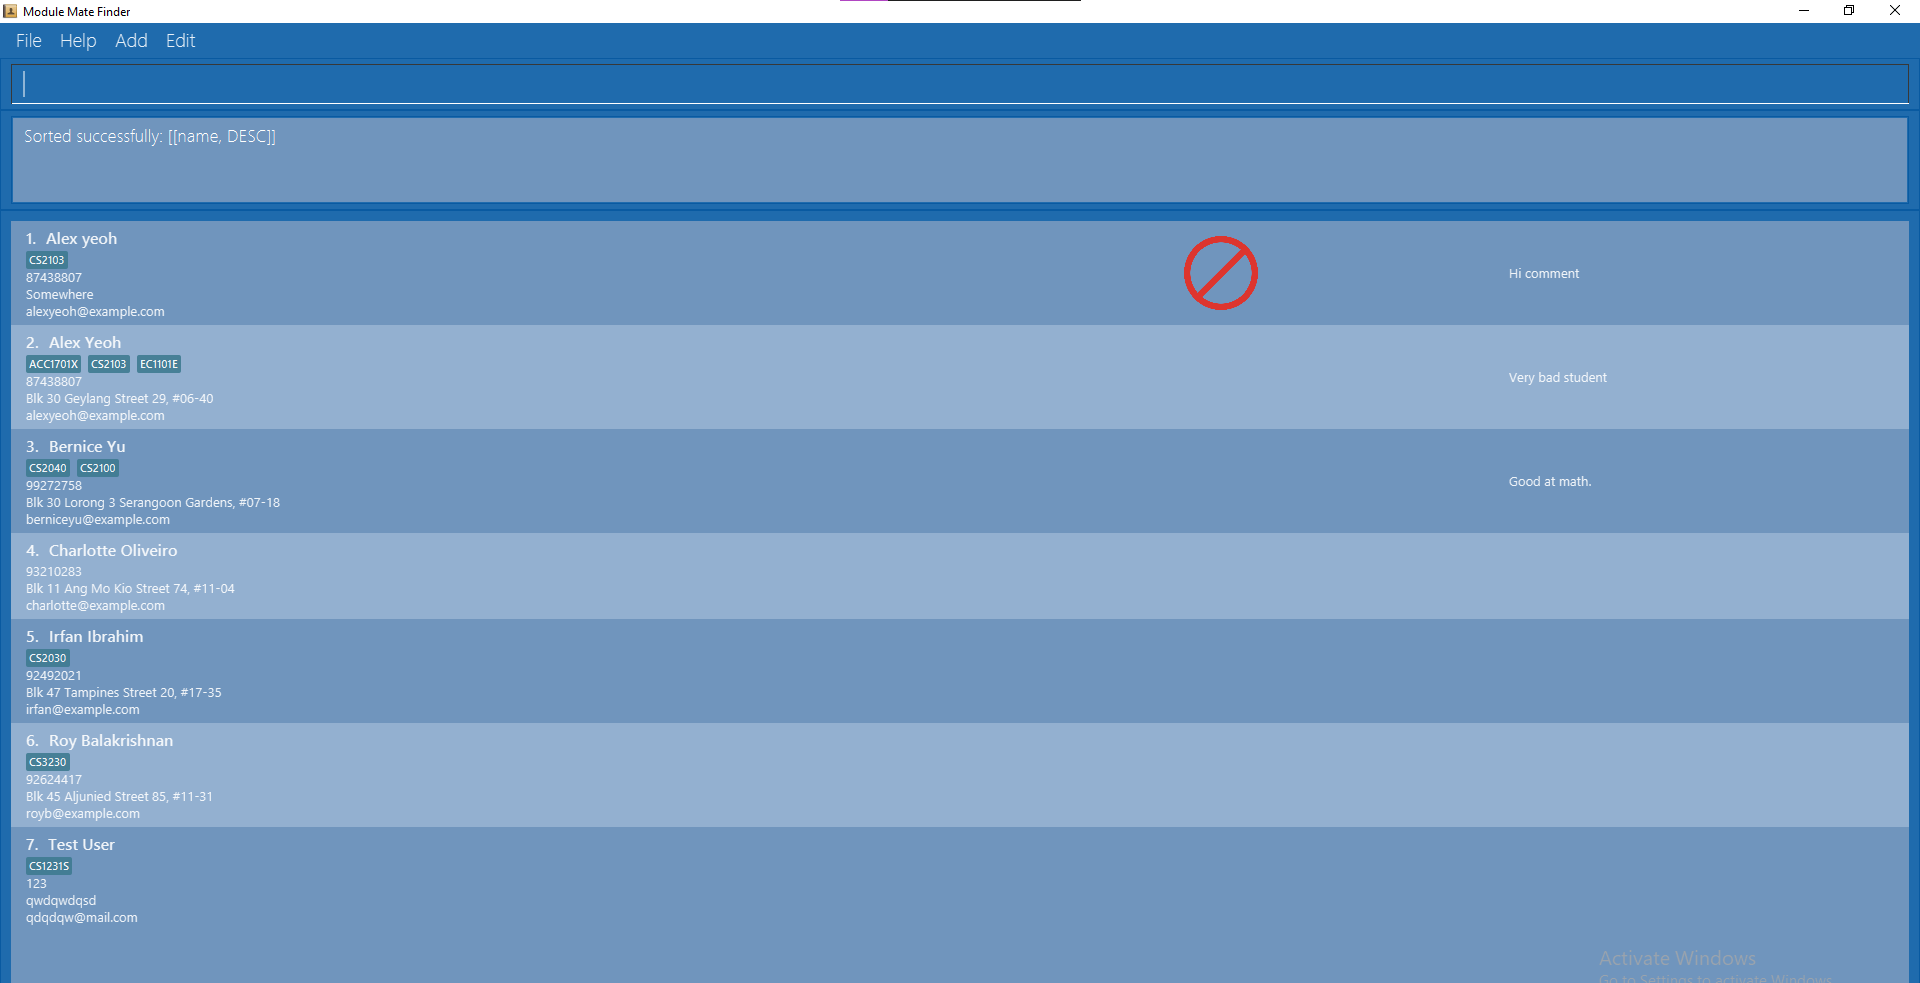 Module Mate Finder
File Help Add Edit
Sorted successfully: [[name, DESC]]
1. Alex yeoh
CS2103
87438807
Somewhere
alexyeoh@example.com
Hi comment
2. Alex Yeoh
ACC1701X CS2103 EC1101E
87438807
Blk 30 Geylang Street 29, #06-40
alexyeoh@example.com
Very bad student
3. Bernice Yu
CS2040 CS2100
99272758
Blk 30 Lorong 3 Serangoon Gardens, #07-18
berniceyu@example.com
Good at math.
4. Charlotte Oliveiro
93210283
Blk 11 Ang Mo Kio Street 74, #11-04
charlotte@example.com
5. Irfan Ibrahim
CS2030
92492021
Blk 47 Tampines Street 20, #17-35
irfan@example.com
6. Roy Balakrishnan
CS3230
92624417
Blk 45 Aljunied Street 85, #11-31
royb@example.com
7. Test User
CS1231S
123
qwdqwdqsd
qdqdqw@mail.com
Activate Windows
Go to Settings to activate Windows.